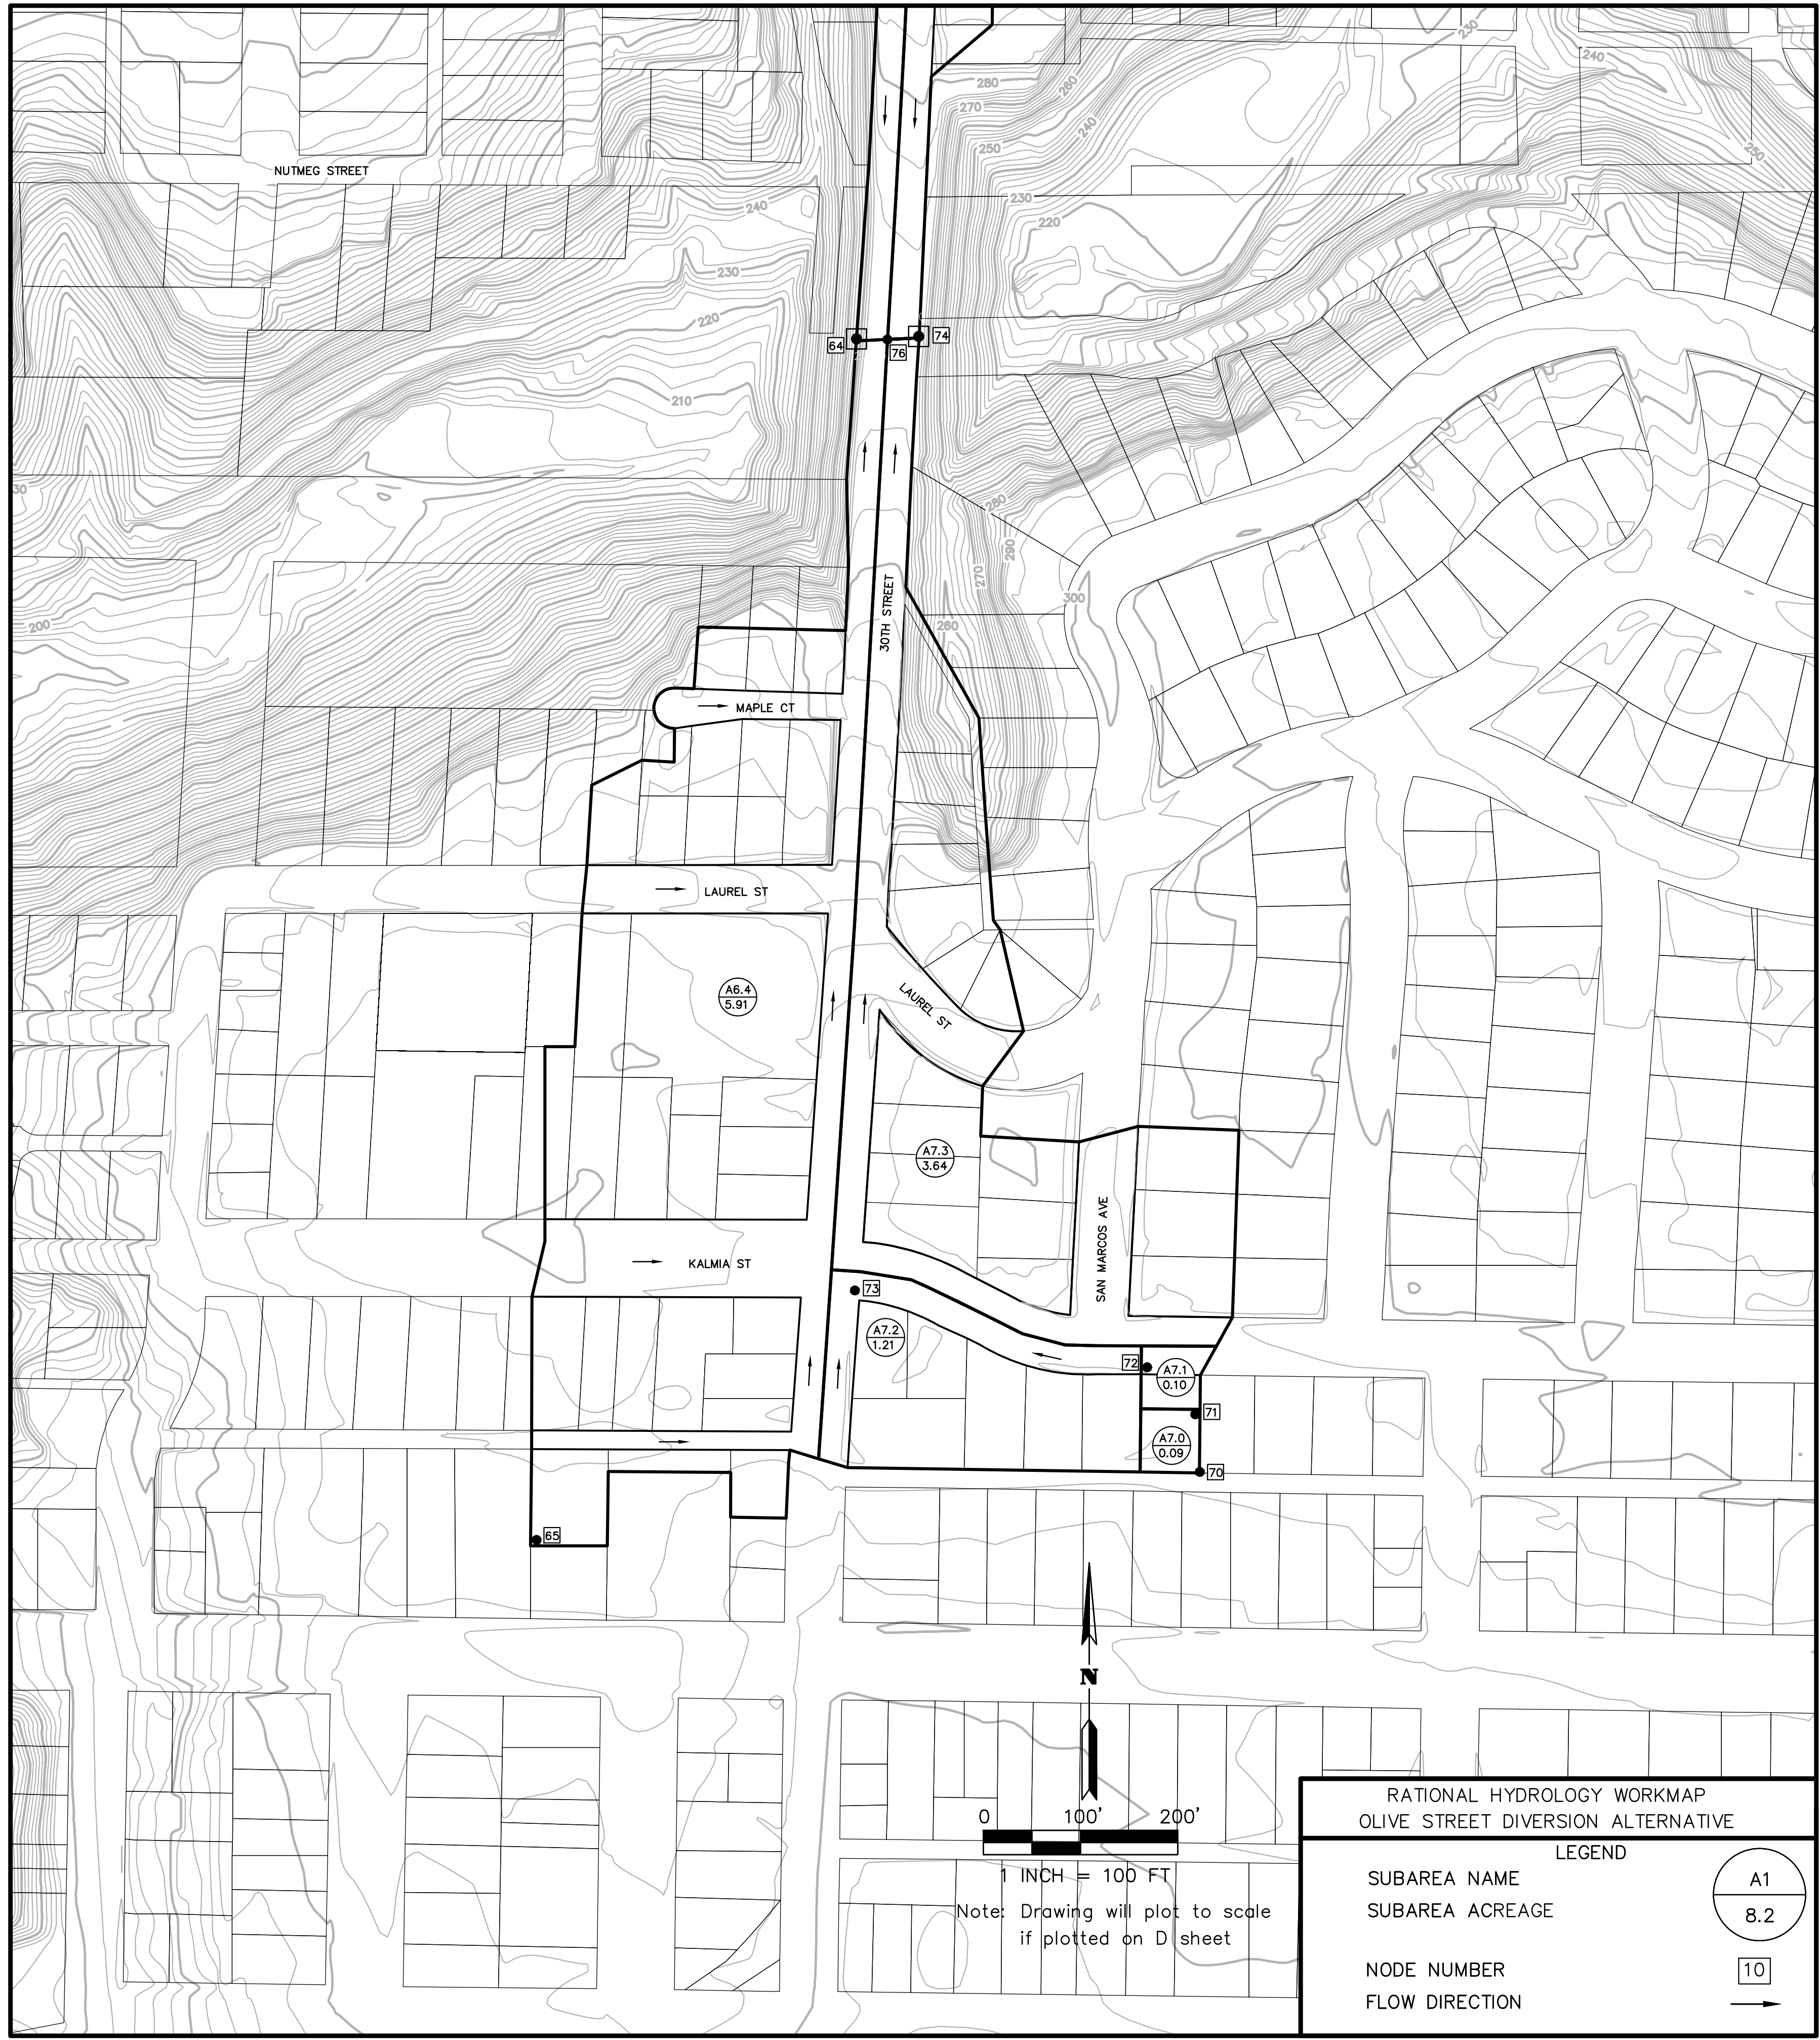 230
280
260
240
270
240
250
250
NUTMEG STREET
230
240
220
230
220
64
76
74
210
30
280
290
270
300
30TH STREET
260
200
MAPLE CT
LAUREL ST
A6.4
5.91
LAUREL ST
A7.3
3.64
SAN MARCOS AVE
KALMIA ST
73
A7.2
1.21
72
A7.1
0.10
71
A7.0
0.09
70
65
N
0 100' 200'
1 INCH = 100 FT
Note: Drawing will plot to scale
if plotted on D sheet
RATIONAL HYDROLOGY WORKMAP
OLIVE STREET DIVERSION ALTERNATIVE
LEGEND
SUBAREA NAME
A1
SUBAREA ACREAGE
8.2
NODE NUMBER
10
FLOW DIRECTION